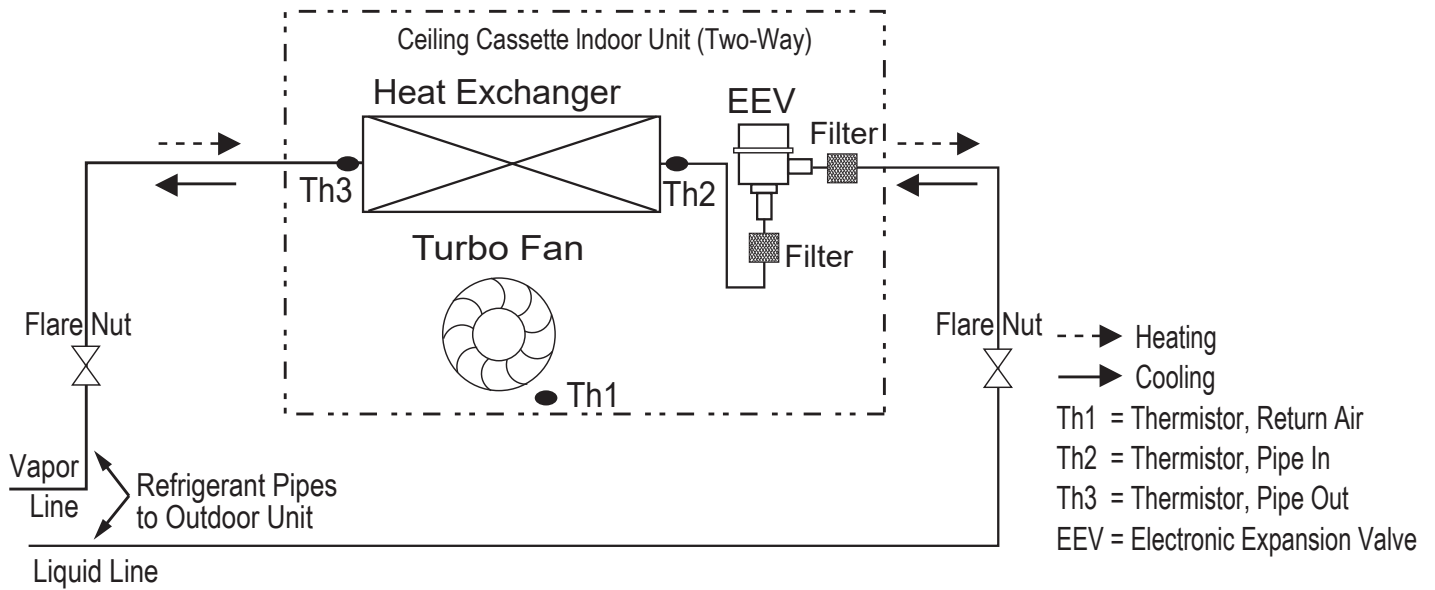 Ceiling Cassette Indoor Unit (Two-Way)
Heat Exchanger
EEV
Filter
Th3
Th2
Filter
Turbo Fan
Th1
Flare Nut
Flare Nut
Heating
Cooling
Th1 = Thermistor, Return Air
Th2 = Thermistor, Pipe In
Th3 = Thermistor, Pipe Out
EEV = Electronic Expansion Valve
Vapor
Line
Refrigerant Pipes
to Outdoor Unit
Liquid Line